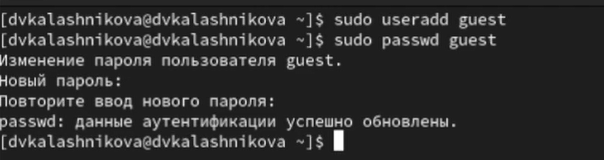 [dvkalashnikova@dvkalashnikova ~]$ sudo useradd guest
[dvkalashnikova@dvkalashnikova ~]$ sudo passwd guest
Изменение пароля пользователя guest.
Новый пароль:
Повторите ввод нового пароля:
passwd: данные аутентификации успешно обновлены.
[dvkalashnikova@dvkalashnikova ~]$